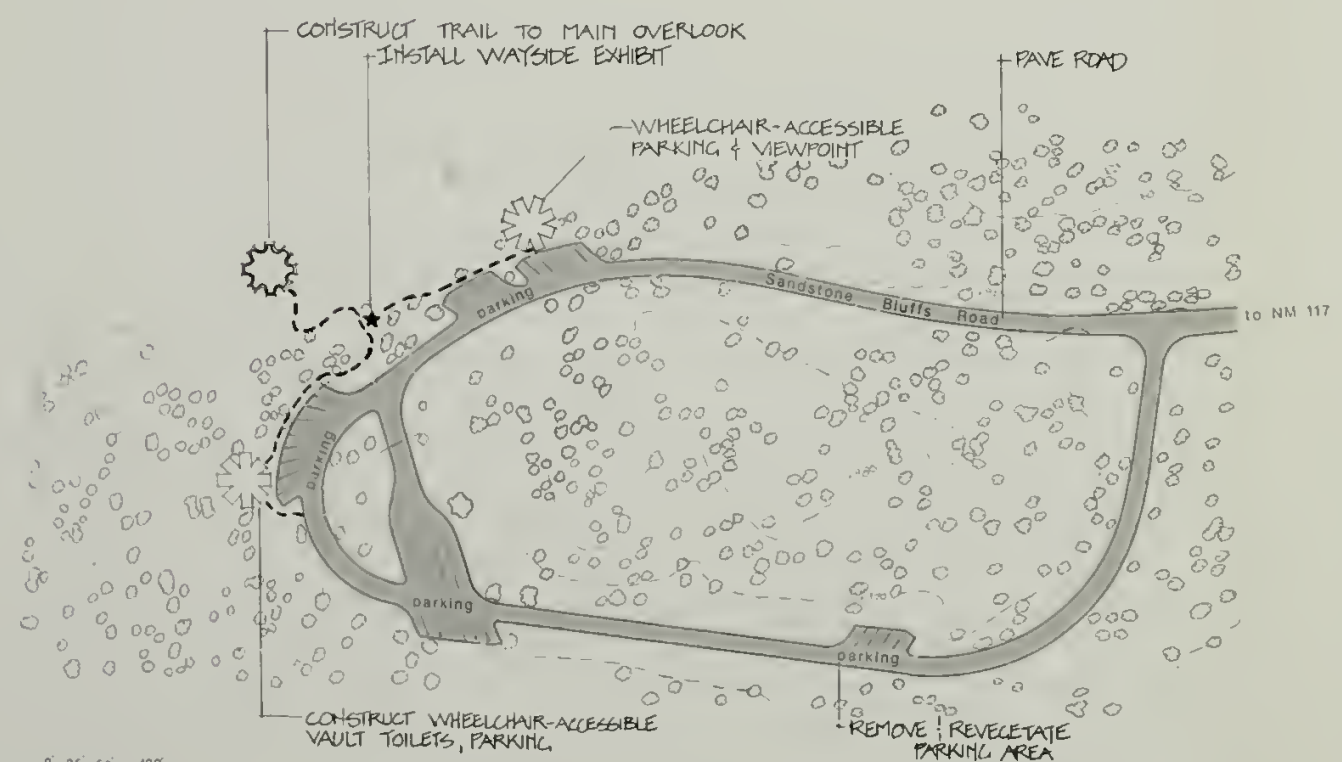 CONSTRUCT TRAIL TO MAIN OVERLOOK
INSTALL WAYSIDE EXHIBIT
PAVE ROAD
WHEELCHAIR-ACCESSIBLE
PARKING & VIEWPOINT
Sandstone Bluffs Road
to NM 117
parking
parking
parking
parking
CONSTRUCT WHEELCHAIR-ACCESSIBLE
VAULT TOILETS, PARKING
REMOVE & REVEGETATE
PARKING AREA